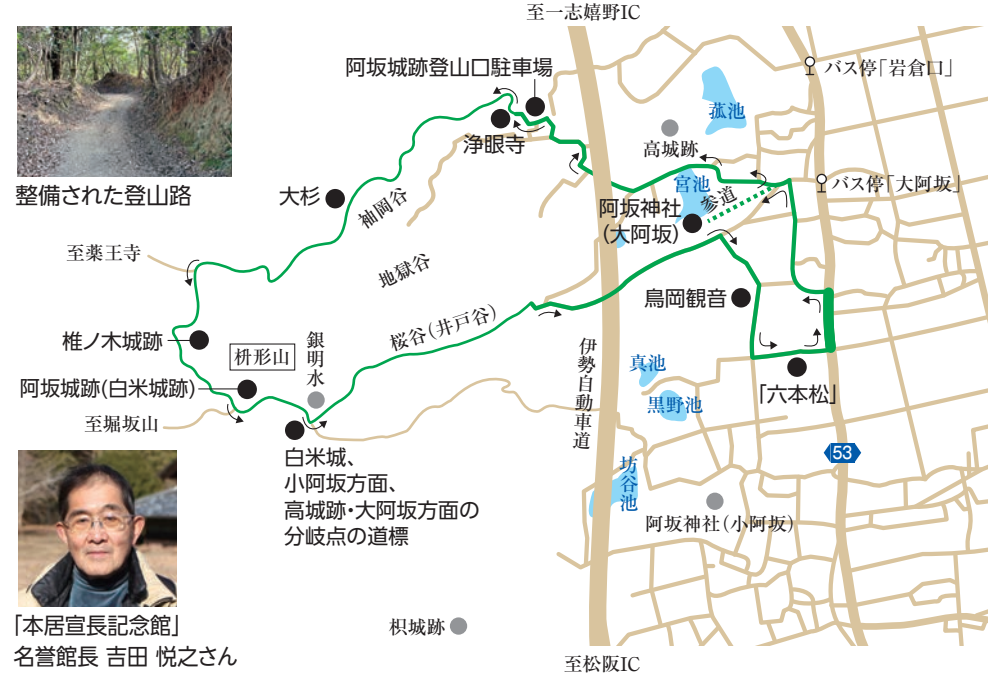 至一志嬉野IC
阿坂城跡登山口駐車場
バス停「岩倉口」
菰池
浄眼寺
高城跡
整備された登山路
大杉
袖岡谷
宮池
参道
バス停「大阿坂」
阿坂神社
(大阿坂)
至薬王寺
地獄谷
鳥岡観音
桜谷(井戸谷)
椎ノ木城跡
銀明水
枡形山
伊勢自動車道
真池
阿坂城跡(白米城跡)
黒野池
「六本松」
至堀坂山
53
白米城、
小阿坂方面、
高城跡・大阿坂方面の
分岐点の道標
坊谷池
阿坂神社(小阿坂)
「本居宣長記念館」
名誉館長 吉田 悦之さん
枳城跡
至松阪IC